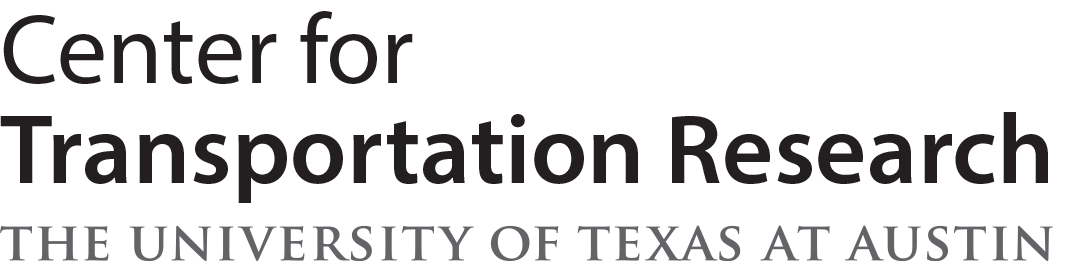 Center for
Transportation Research
THE UNIVERSITY OF TEXAS AT AUSTIN